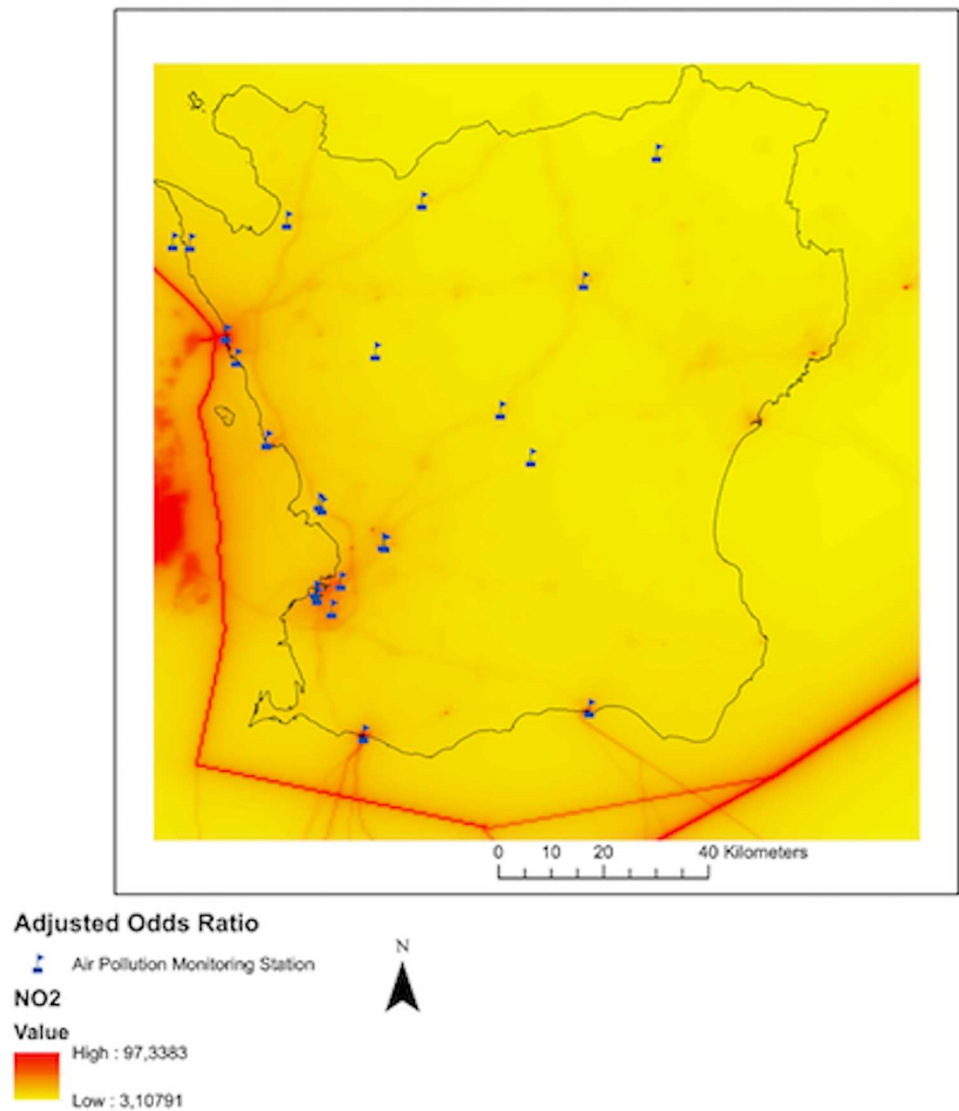 0 10 20 40 Kilometers
Adjusted Odds Ratio
N
Air Pollution Monitoring Station
NO2
Value
High : 97,3383
Low : 3,10791